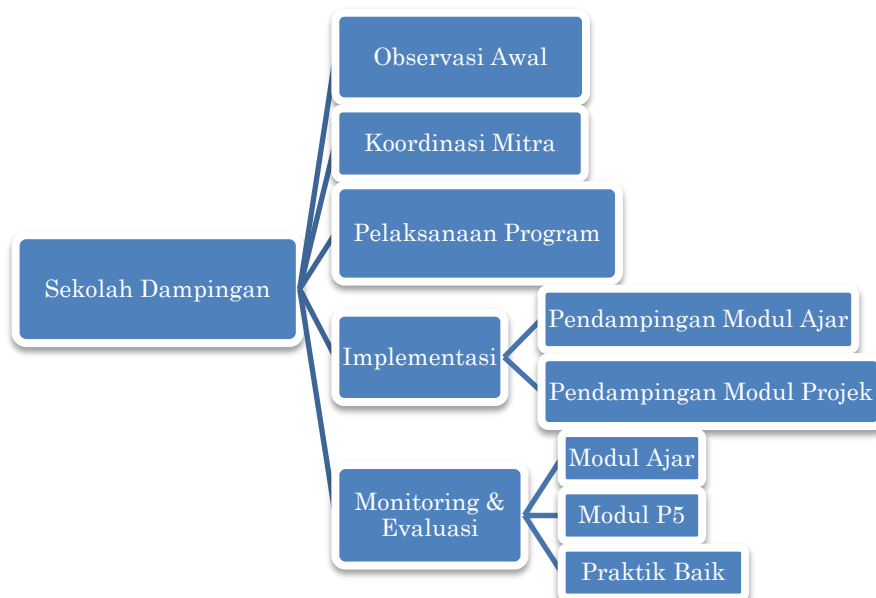 Sekolah Dampingan
Observasi Awal
Koordinasi Mitra
Pelaksanaan Program
Implementasi
Pendampingan Modul Ajar
Pendampingan Modul Projek
Monitoring &
Evaluasi
Modul Ajar
Modul P5
Praktik Baik